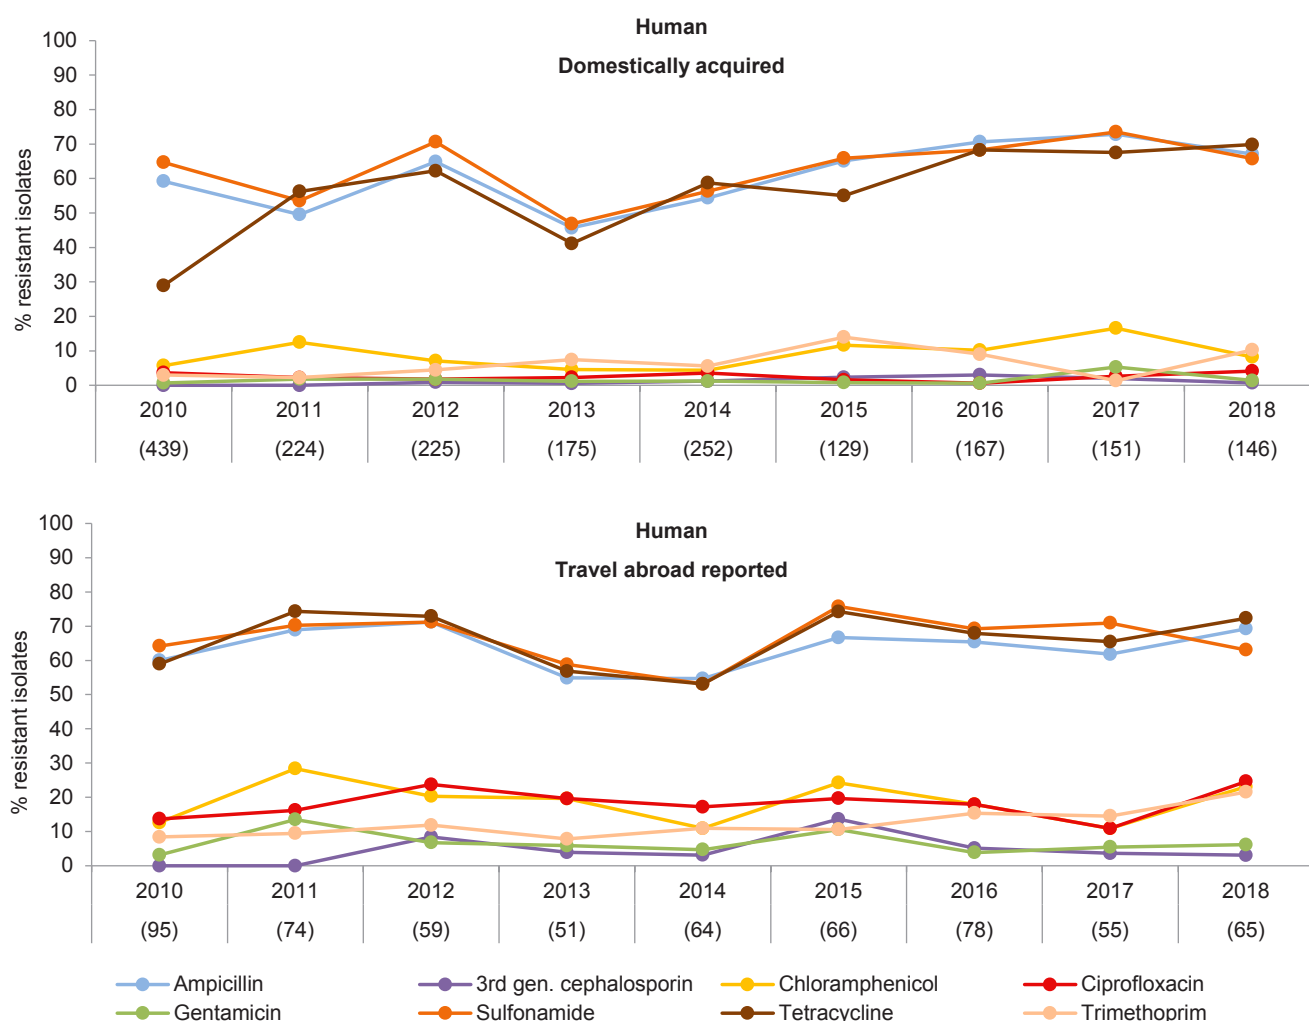 Human
Domestically acquired
% resistant isolates
100
90
80
70
60
50
40
30
20
10
0
2010 2011 2012 2013 2014 2015 2016 2017 2018
(439) (224) (225) (175) (252) (129) (167) (151) (146)
Human
Travel abroad reported
% resistant isolates
100
90
80
70
60
50
40
30
20
10
0
2010 2011 2012 2013 2014 2015 2016 2017 2018
(95) (74) (59) (51) (64) (66) (78) (55) (65)
Ampicillin 3rd gen. cephalosporin Chloramphenicol Ciprofloxacin
Gentamicin Sulfonamide Tetracycline Trimethoprim